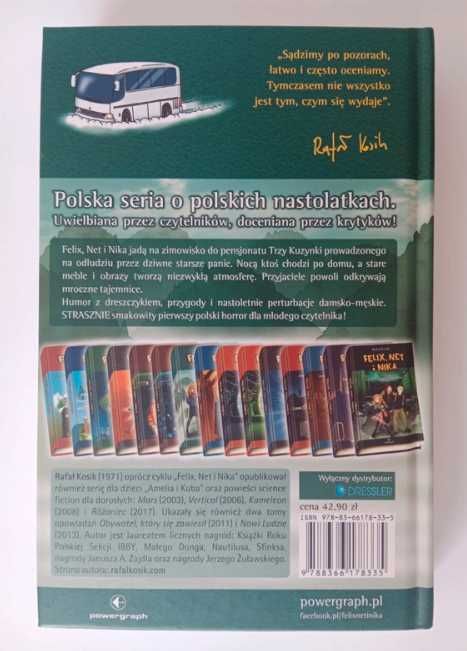 „Sądzimy po pozorach,
łatwo i często oceniamy.
Tymczasem nie wszystko
jest tym, czym się wydaje”.
Rafał Kosik
Polska seria o polskich nastolatkach.
Uwielbiana przez czytelników, doceniana przez krytyków!
Felix, Net i Nika jadą na zimowisko do pensjonatu Trzy Kuzynki prowadzonego
na odludziu przez dziwne starsze panie. Nocą ktoś chodzi po domu, a stare
meble i obrazy tworzą niezwykłą atmosferę. Przyjaciele powoli odkrywają
mroczne tajemnice.
Humor z dreszczykiem, przygody i nastoletnie perturbacje damsko-męskie.
STRASZNIE smakowity pierwszy polski horror dla młodego czytelnika!
FELIX, NET
i NIKA
Rafał Kosik (1971) oprócz cyklu „Felix, Net i Nika” opublikował
również serię dla dzieci „Amelia i Kuba” oraz powieści science
fiction dla dorosłych: Mars (2003), Vertical (2006), Kameleon
(2008) i Różaniec (2017). Ukazały się również dwa tomy
opowiadań Obywatel, który się zawiesił (2011) i Nowi Ludzie
(2013). Autor jest laureatem licznych nagród: Książki Roku
Polskiej Sekcji IBBY, Małego Donga, Nautilusa, Sfinksa,
nagrody Janusza A. Zajdla oraz nagrody Jerzego Żuławskiego.
Strona autora: rafalkosik.com
Wyłączny dystrybutor:
DRESSLER
cena 42,90 zł
ISBN 978-83-66178-33-5
9788366178335
powergraph
powergraph.pl
facebook.pl/felixnetinika